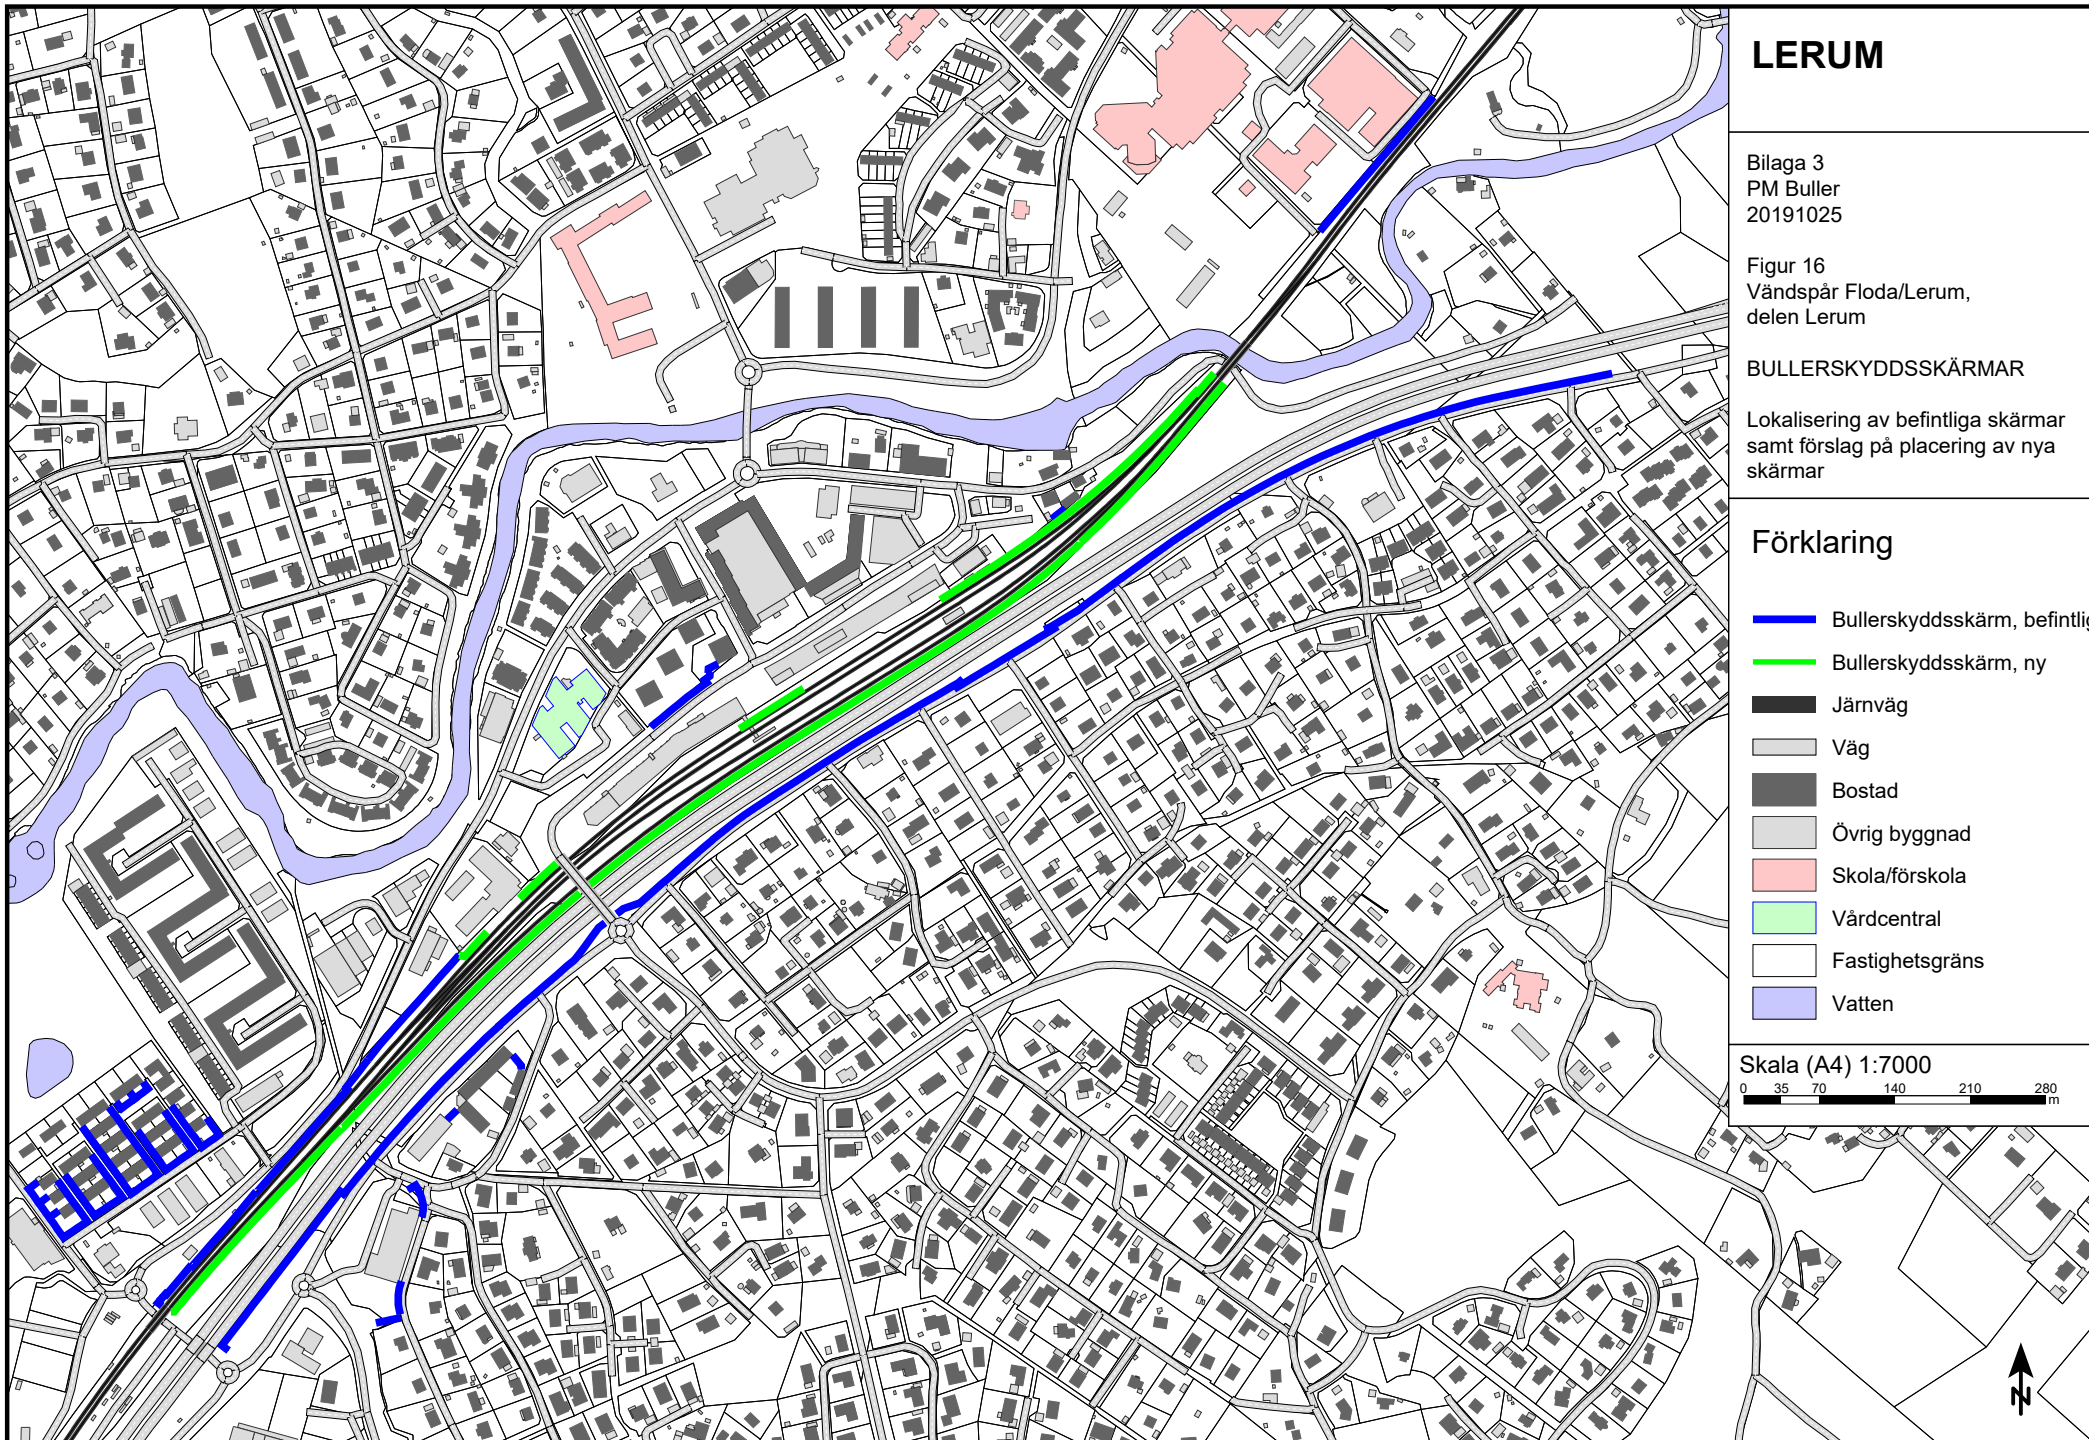 LERUM
Bilaga 3
PM Buller
20191025
Figur 16
Vändspår Floda/Lerum,
delen Lerum
BULLERSKYDDSSKÄRMAR
Lokalisering av befintliga skärmar
samt förslag på placering av nya
skärmar
Förklaring
Bullerskyddsskärm, befintlig
Bullerskyddsskärm, ny
Järnväg
Väg
Bostad
Övrig byggnad
Skola/förskola
Vårdcentral
Fastighetsgräns
Vatten
Skala (A4) 1:7000
0 35 70 140 210 280
m
N